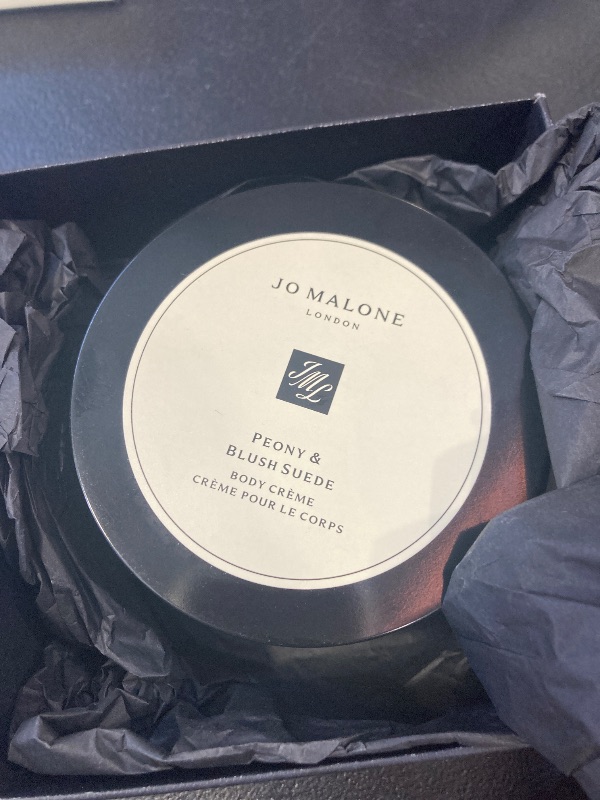 JO MALONE
LONDON
JML
PEONY &
BLUSH SUEDE
BODY CRÈME
CRÈME POUR LE CORPS